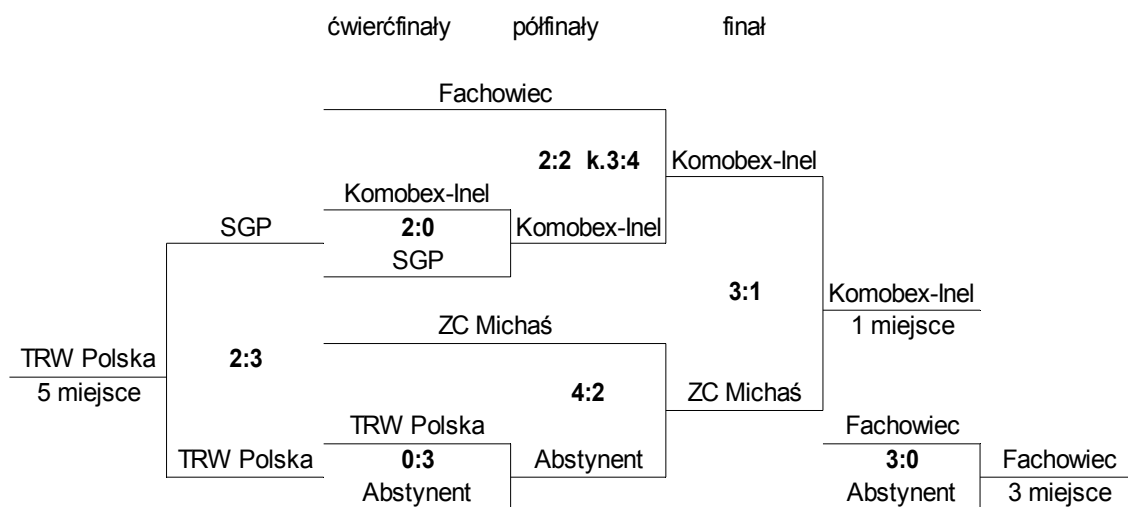 ćwierćfinały półfinały finał
Fachowiec
2:2 k.3:4 Komobex-Inel
Komobex-Inel
SGP 2:0 Komobex-Inel
SGP
3:1 Komobex-Inel
ZC Michaś 1 miejsce
TRW Polska 2:3
5 miejsce 4:2 ZC Michaś
TRW Polska Fachowiec
TRW Polska 0:3 Abstynent 3:0 Fachowiec
Abstynent Abstynent 3 miejsce